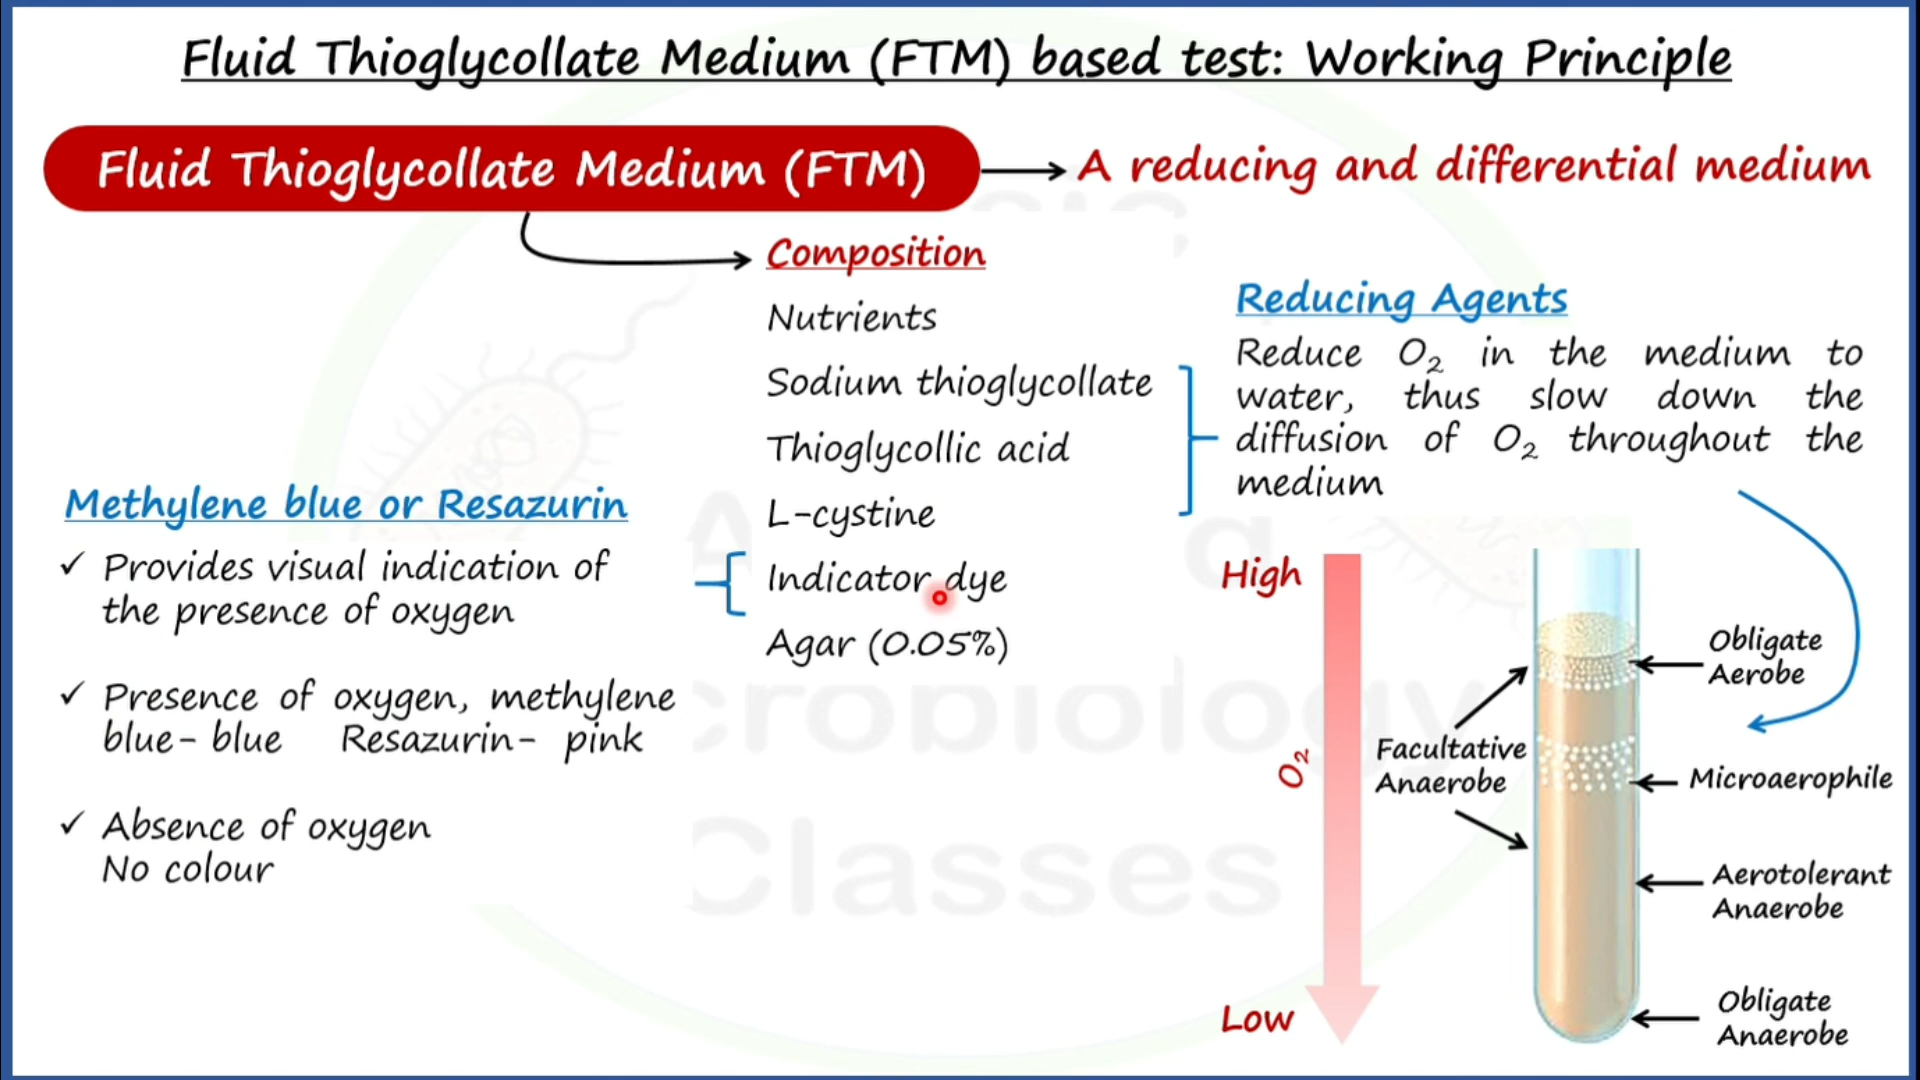 Fluid Thioglycollate Medium (FTM) based test: Working Principle
Fluid Thioglycollate Medium (FTM)
A reducing and differential medium
Composition
Nutrients
Sodium thioglycollate
Thioglycollic acid
L-cystine
Indicator dye
Agar (0.05%)
Reducing Agents
Reduce O₂ in the medium to
water, thus slow down the
diffusion of O₂ throughout the
medium
Methylene blue or Resazurin
✓ Provides visual indication of
the presence of oxygen
✓ Presence of oxygen, methylene
blue- blue Resazurin- pink
✓ Absence of oxygen
No colour
High
O₂
Low
Facultative
Anaerobe
Obligate
Aerobe
Microaerophile
Aerotolerant
Anaerobe
Obligate
Anaerobe
Classes